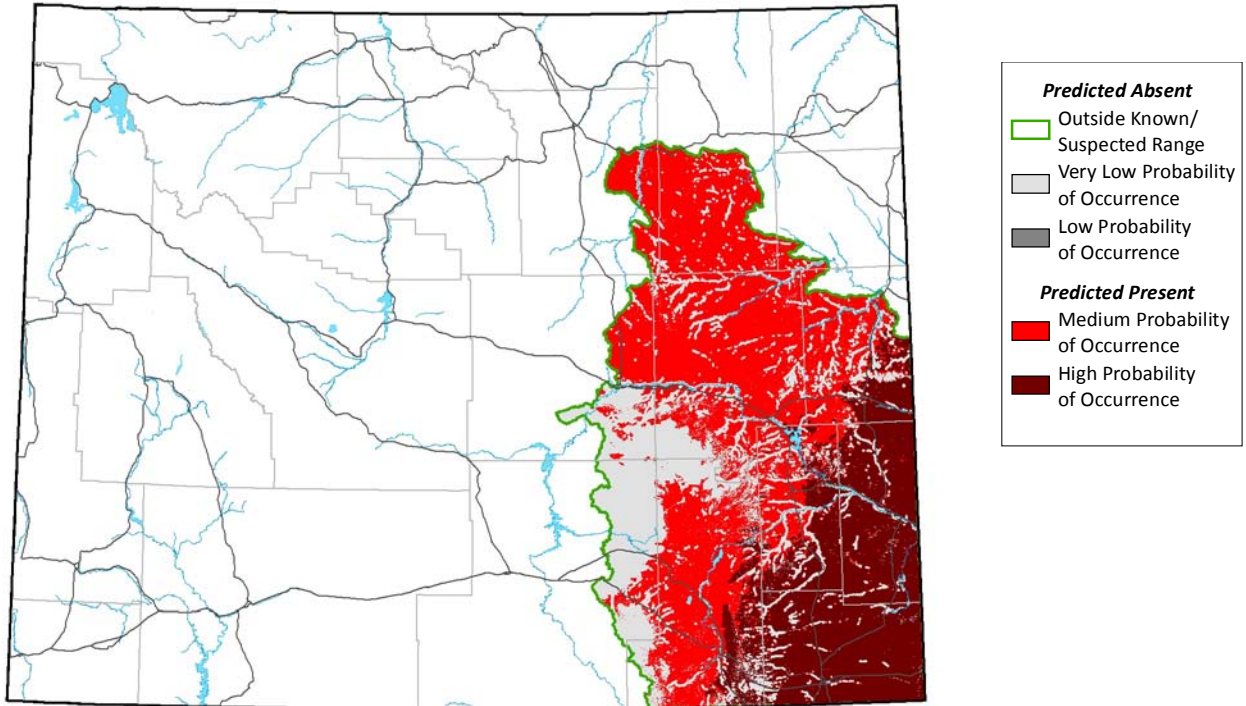 Predicted Absent
Outside Known/
Suspected Range
Very Low Probability
of Occurrence
Low Probability
of Occurrence
Predicted Present
Medium Probability
of Occurrence
High Probability
of Occurrence